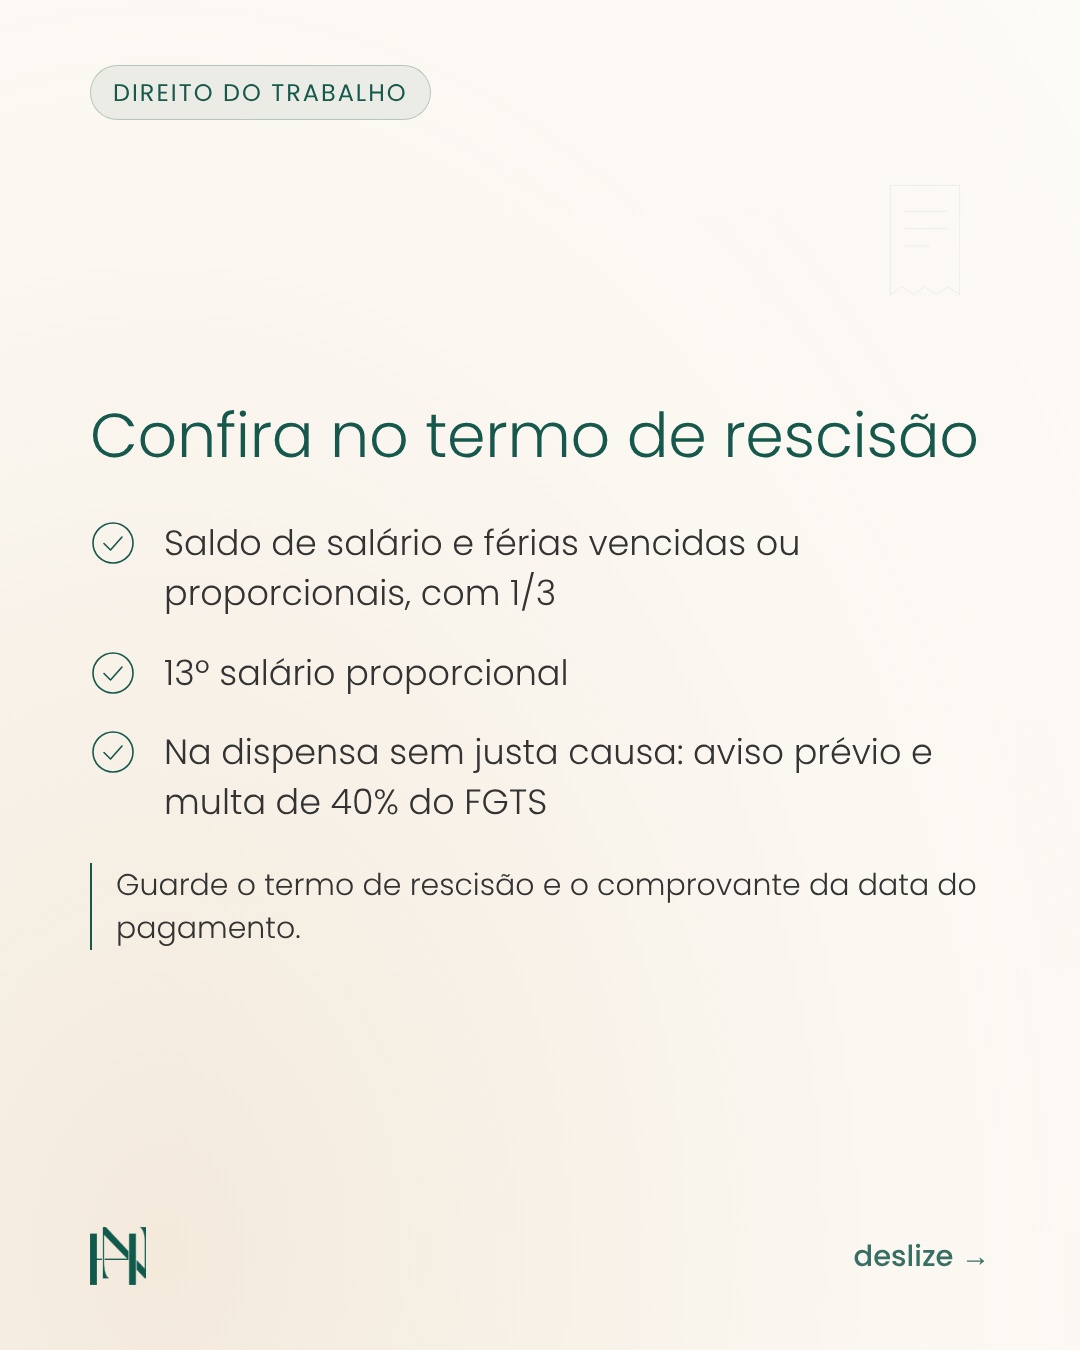 DIREITO DO TRABALHO
Confira no termo de rescisão
Saldo de salário e férias vencidas ou
proporcionais, com 1/3
13º salário proporcional
Na dispensa sem justa causa: aviso prévio e
multa de 40% do FGTS
Guarde o termo de rescisão e o comprovante da data do
pagamento.
deslize →